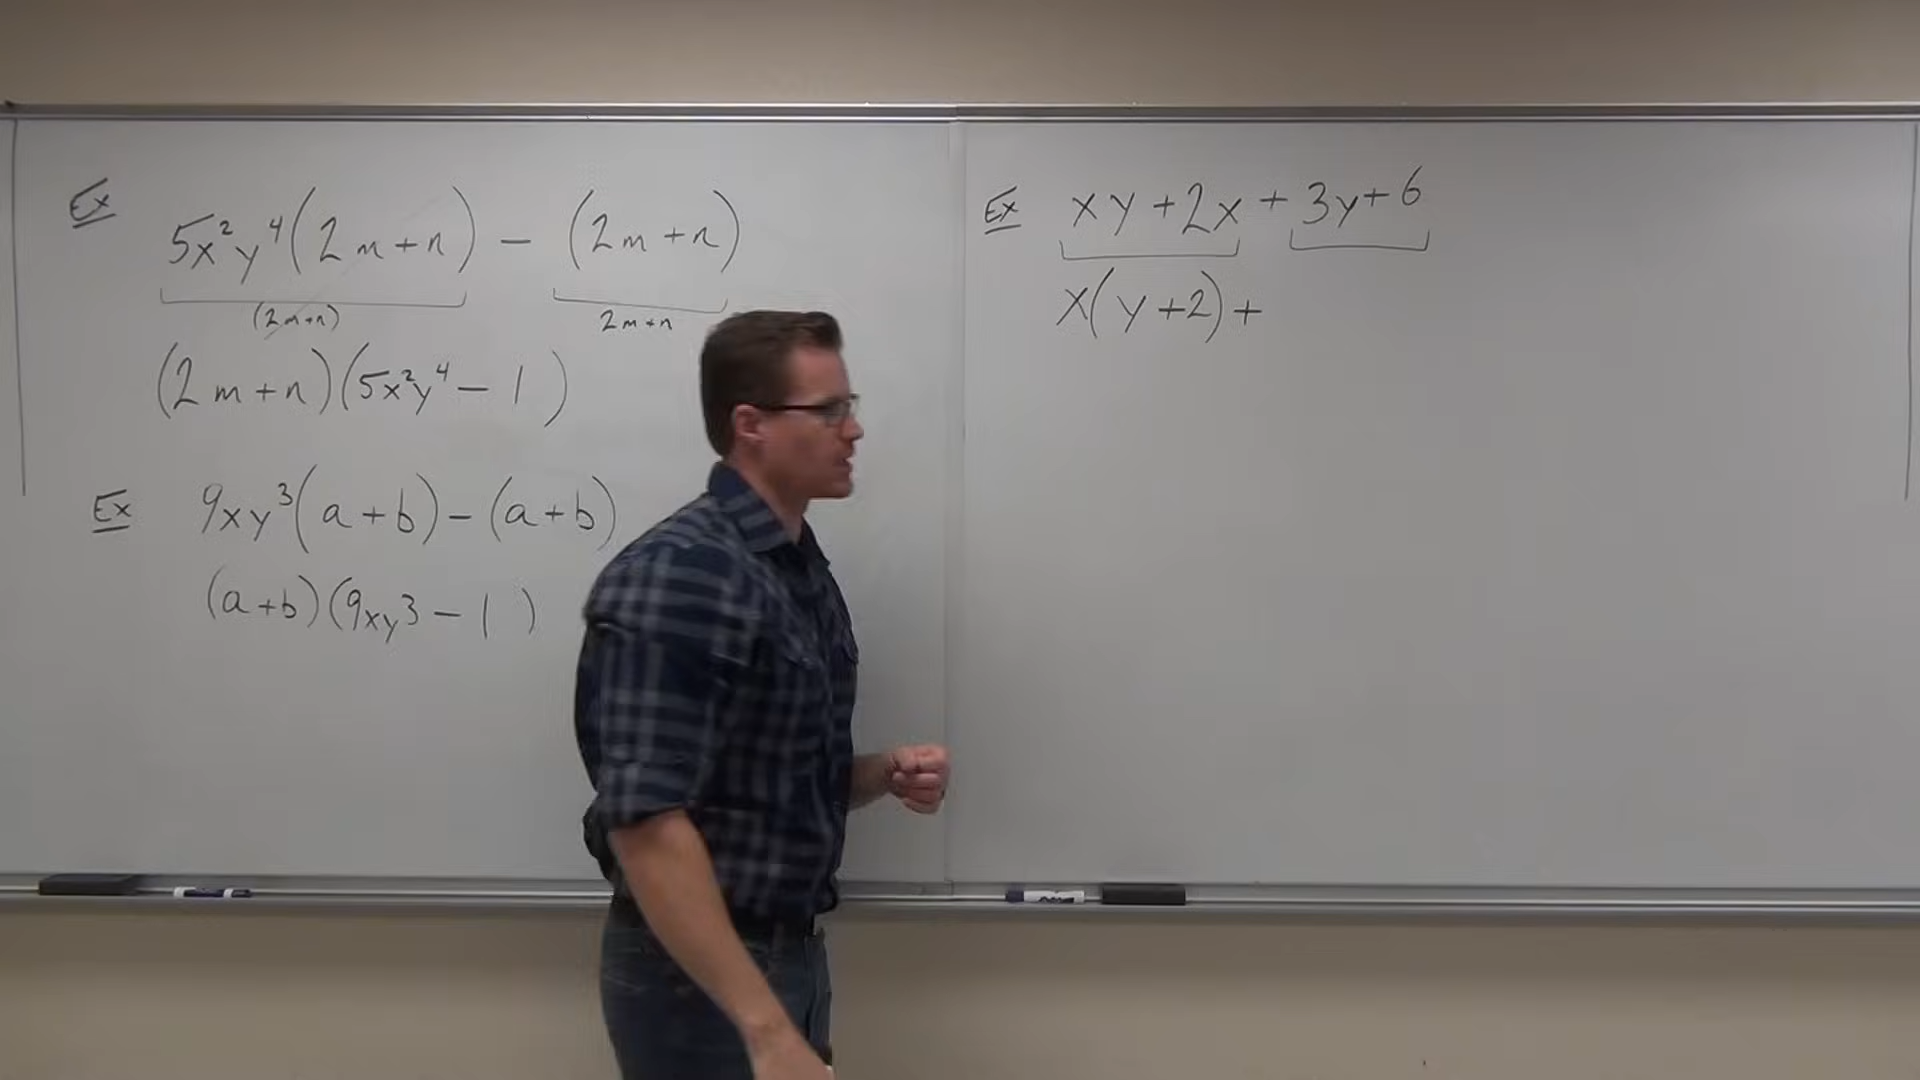 Ex
5x²y⁴(2m+n) – (2m+n)
(2m+n) 2m+n
(2m+n)(5x²y⁴ – 1)
Ex 9xy³(a+b) – (a+b)
(a+b)(9xy3 – 1)
Ex xy+2x+3y+6
x(y+2)+